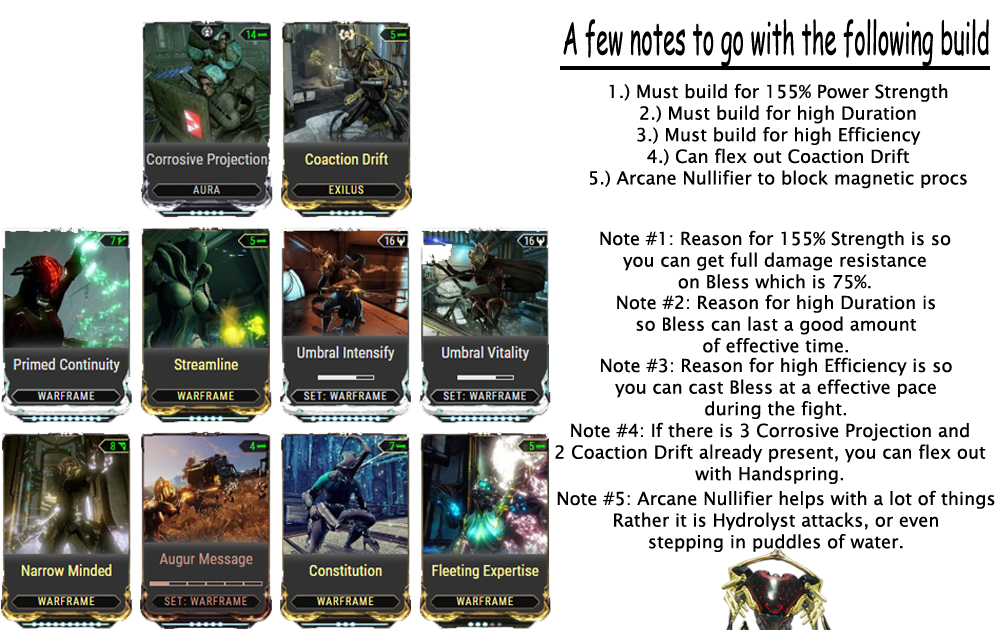 A few notes to go with the following build
1.) Must build for 155% Power Strength
2.) Must build for high Duration
3.) Must build for high Efficiency
4.) Can flex out Coaction Drift
5.) Arcane Nullifier to block magnetic procs
14
Corrosive Projection
AURA
5
Coaction Drift
EXILUS
7
Primed Continuity
WARFRAME
5
Streamline
WARFRAME
16
Umbral Intensify
SET: WARFRAME
16
Umbral Vitality
SET: WARFRAME
8
Narrow Minded
WARFRAME
4
Augur Message
SET: WARFRAME
7
Constitution
WARFRAME
5
Fleeting Expertise
WARFRAME
Note #1: Reason for 155% Strength is so
you can get full damage resistance
on Bless which is 75%.
Note #2: Reason for high Duration is
so Bless can last a good amount
of effective time.
Note #3: Reason for high Efficiency is so
you can cast Bless at a effective pace
during the fight.
Note #4: If there is 3 Corrosive Projection and
2 Coaction Drift already present, you can flex out
with Handspring.
Note #5: Arcane Nullifier helps with a lot of things
Rather it is Hydrolyst attacks, or even
stepping in puddles of water.